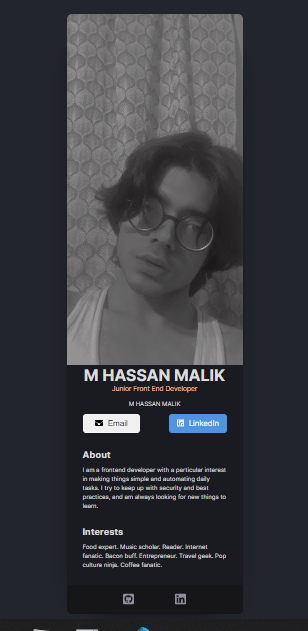 M HASSAN MALIK
Junior Front End Developer
M HASSAN MALIK
Email
LinkedIn
About
I am a frontend developer with a particular interest
in making things simple and automating daily
tasks. I try to keep up with security and best
practices, and am always looking for new things to
learn.
Interests
Food expert. Music scholar. Reader. Internet
fanatic. Bacon buff. Entrepreneur. Travel geek. Pop
culture ninja. Coffee fanatic.